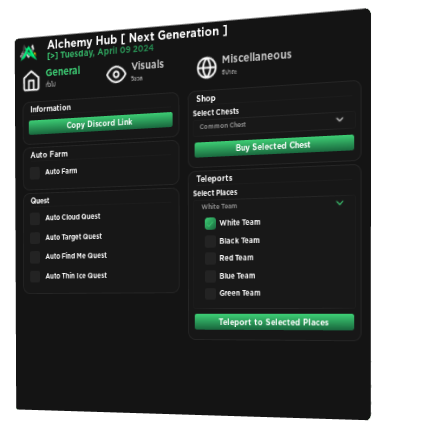 Alchemy Hub [ Next Generation ]
[>] Tuesday, April 09 2024
General
ทั่วไป
Visuals
วิชวล
Miscellaneous
อื่นๆ
Information
Copy Discord Link
Auto Farm
Auto Farm
Quest
Auto Cloud Quest
Auto Target Quest
Auto Find Me Quest
Auto Thin Ice Quest
Shop
Select Chests
Common Chest
Buy Selected Chest
Teleports
Select Places
White Team
White Team
Black Team
Red Team
Blue Team
Green Team
Teleport to Selected Places